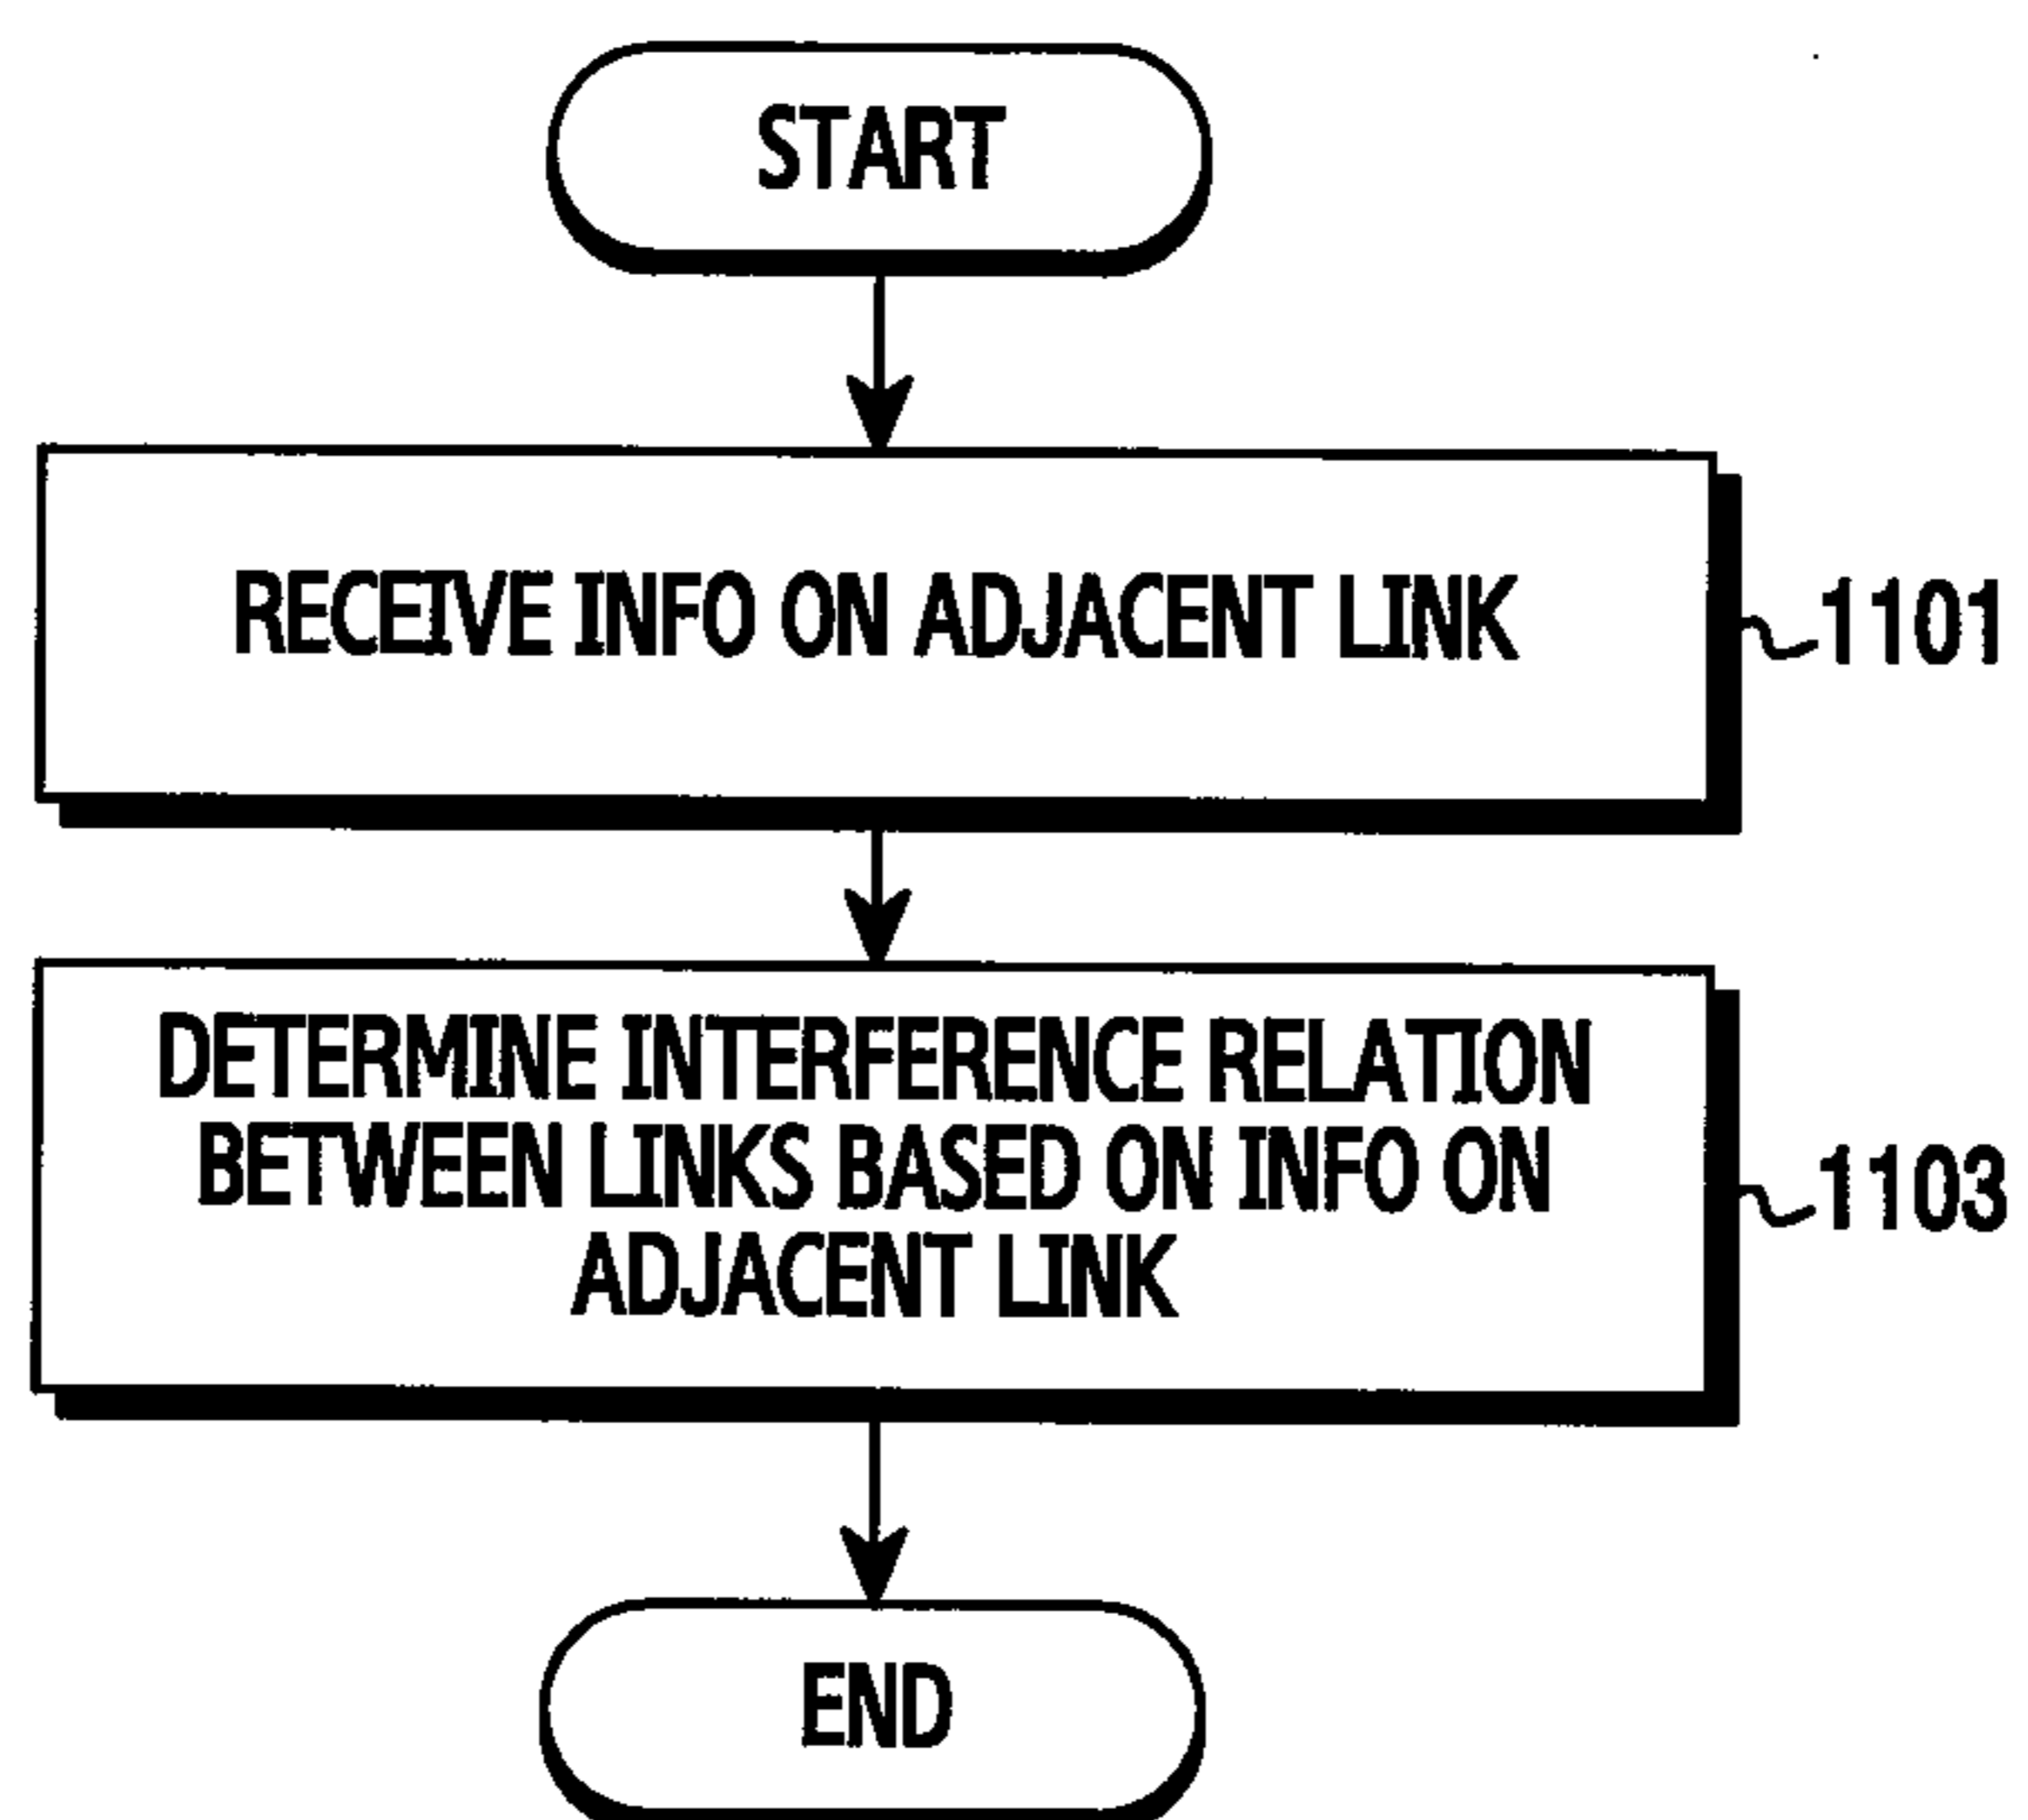 START
RECEIVE INFO ON ADJACENT LINK
1101
DETERMINE INTERFERENCE RELATION
BETWEEN LINKS BASED ON INFO ON
ADJACENT LINK
1103
END